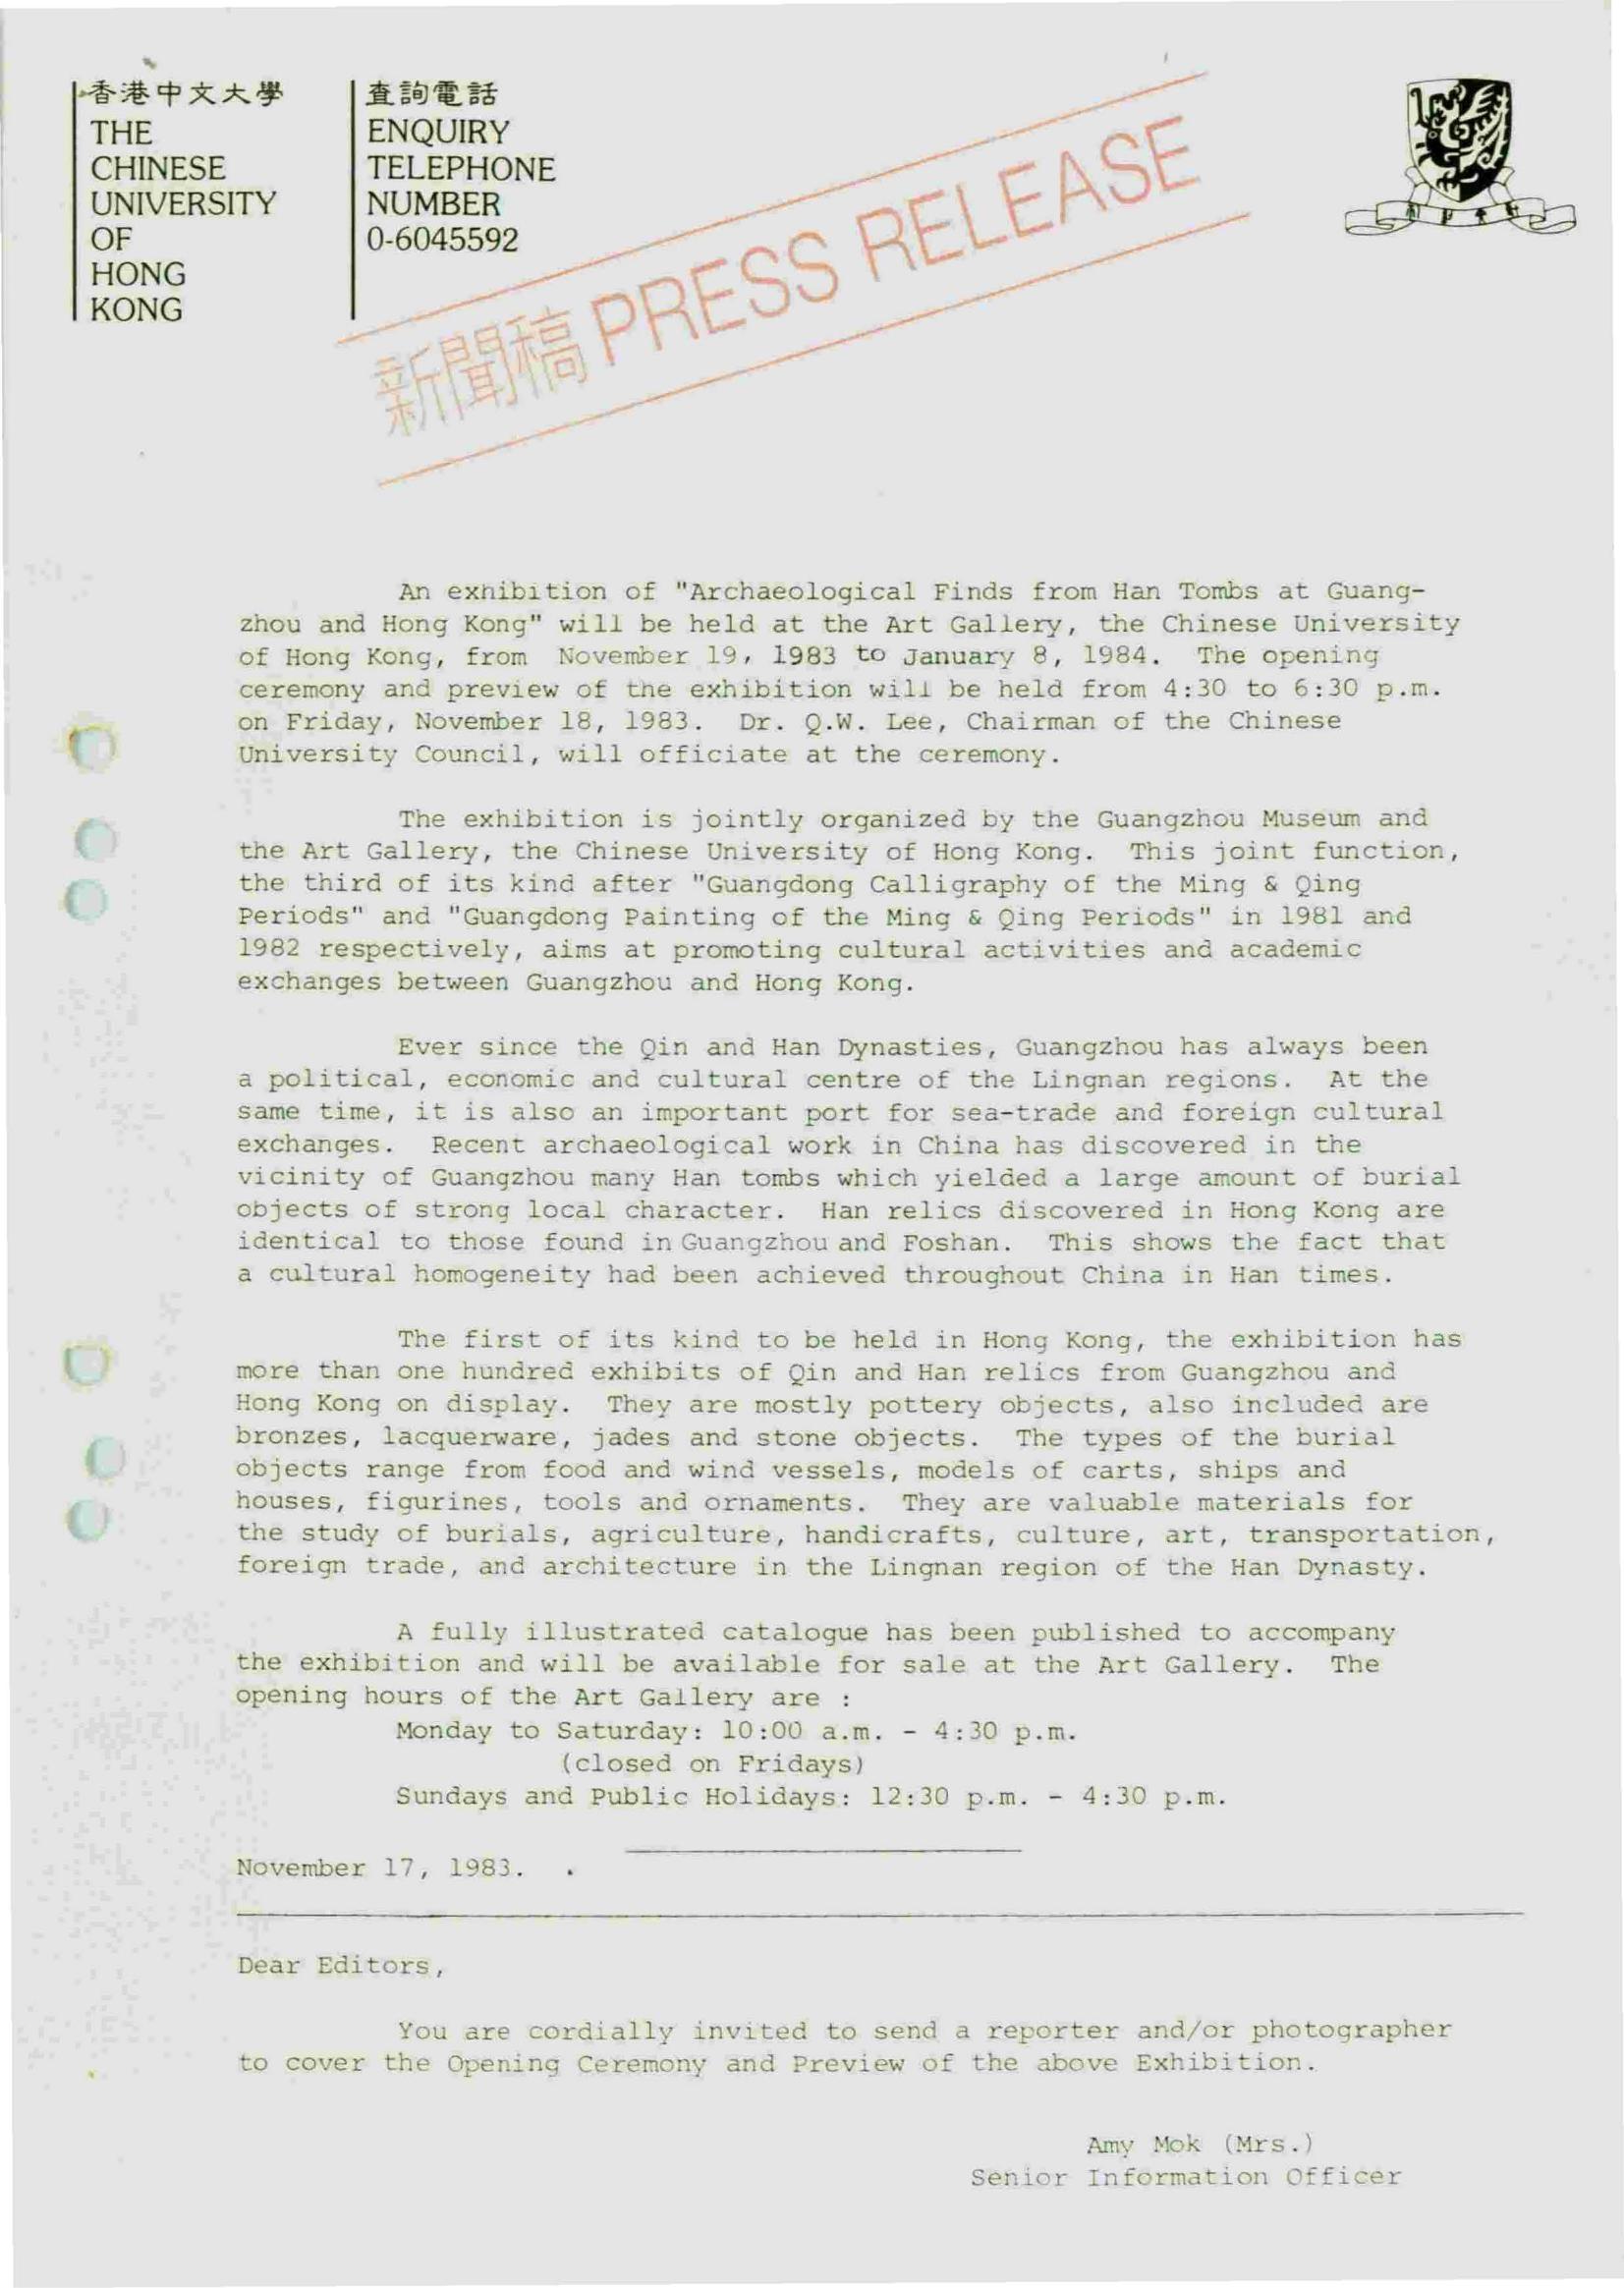 香港中文大學
THE
CHINESE
UNIVERSITY
OF
HONG
KONG
查詢電話
ENQUIRY
TELEPHONE
NUMBER
0-6045592
新聞稿 PRESS RELEASE
An exhibition of "Archaeological Finds from Han Tombs at Guang-
zhou and Hong Kong" will be held at the Art Gallery, the Chinese University
of Hong Kong, from November 19, 1983 to January 8, 1984. The opening
ceremony and preview of the exhibition will be held from 4:30 to 6:30 p.m.
on Friday, November 18, 1983. Dr. Q.W. Lee, Chairman of the Chinese
University Council, will officiate at the ceremony.
The exhibition is jointly organized by the Guangzhou Museum and
the Art Gallery, the Chinese University of Hong Kong. This joint function,
the third of its kind after "Guangdong Calligraphy of the Ming & Qing
Periods" and "Guangdong Painting of the Ming & Qing Periods" in 1981 and
1982 respectively, aims at promoting cultural activities and academic
exchanges between Guangzhou and Hong Kong.
Ever since the Qin and Han Dynasties, Guangzhou has always been
a political, economic and cultural centre of the Lingnan regions. At the
same time, it is also an important port for sea-trade and foreign cultural
exchanges. Recent archaeological work in China has discovered in the
vicinity of Guangzhou many Han tombs which yielded a large amount of burial
objects of strong local character. Han relics discovered in Hong Kong are
identical to those found in Guangzhou and Foshan. This shows the fact that
a cultural homogeneity had been achieved throughout China in Han times.
The first of its kind to be held in Hong Kong, the exhibition has
more than one hundred exhibits of Qin and Han relics from Guangzhou and
Hong Kong on display. They are mostly pottery objects, also included are
bronzes, lacquerware, jades and stone objects. The types of the burial
objects range from food and wind vessels, models of carts, ships and
houses, figurines, tools and ornaments. They are valuable materials for
the study of burials, agriculture, handicrafts, culture, art, transportation,
foreign trade, and architecture in the Lingnan region of the Han Dynasty.
A fully illustrated catalogue has been published to accompany
the exhibition and will be available for sale at the Art Gallery. The
opening hours of the Art Gallery are :
Monday to Saturday: 10:00 a.m. - 4:30 p.m.
(closed on Fridays)
Sundays and Public Holidays: 12:30 p.m. - 4:30 p.m.
November 17, 1983. .
Dear Editors,
You are cordially invited to send a reporter and/or photographer
to cover the Opening Ceremony and Preview of the above Exhibition.
Amy Mok (Mrs.)
Senior Information Officer